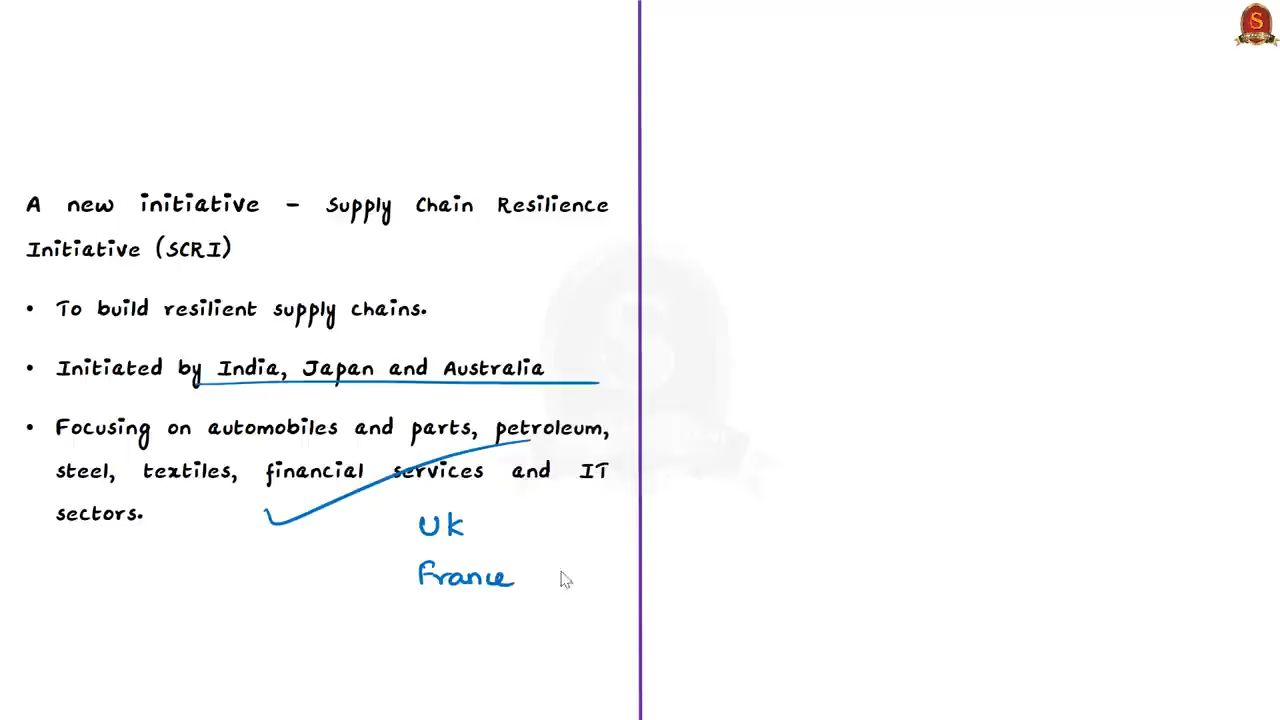 A new initiative – Supply Chain Resilience
Initiative (SCRI)
• To build resilient supply chains.
• Initiated by India, Japan and Australia
• Focusing on automobiles and parts, petroleum,
steel, textiles, financial services and IT
sectors.
UK
France
S